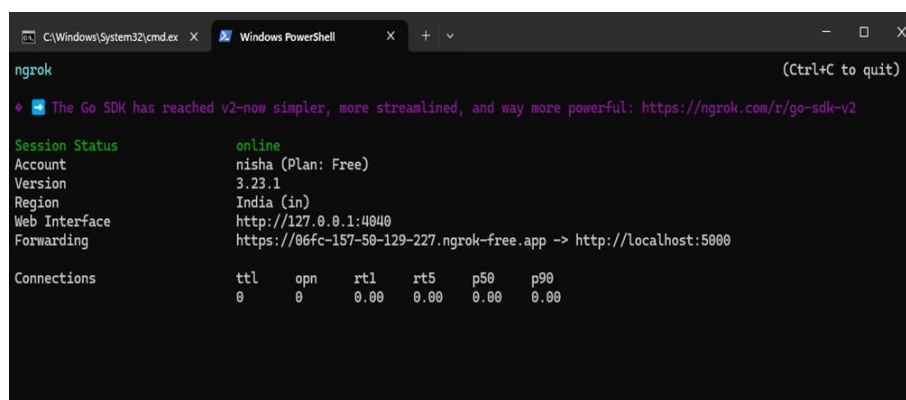 C:\Windows\System32\cmd.ex
Windows PowerShell
ngrok (Ctrl+C to quit)
The Go SDK has reached v2-now simpler, more streamlined, and way more powerful: https://ngrok.com/r/go-sdk-v2
Session Status online
Account nisha (Plan: Free)
Version 3.23.1
Region India (in)
Web Interface http://127.0.0.1:4040
Forwarding https://06fc-157-50-129-227.ngrok-free.app -> http://localhost:5000
Connections ttl opn rt1 rt5 p50 p90
0 0 0.00 0.00 0.00 0.00